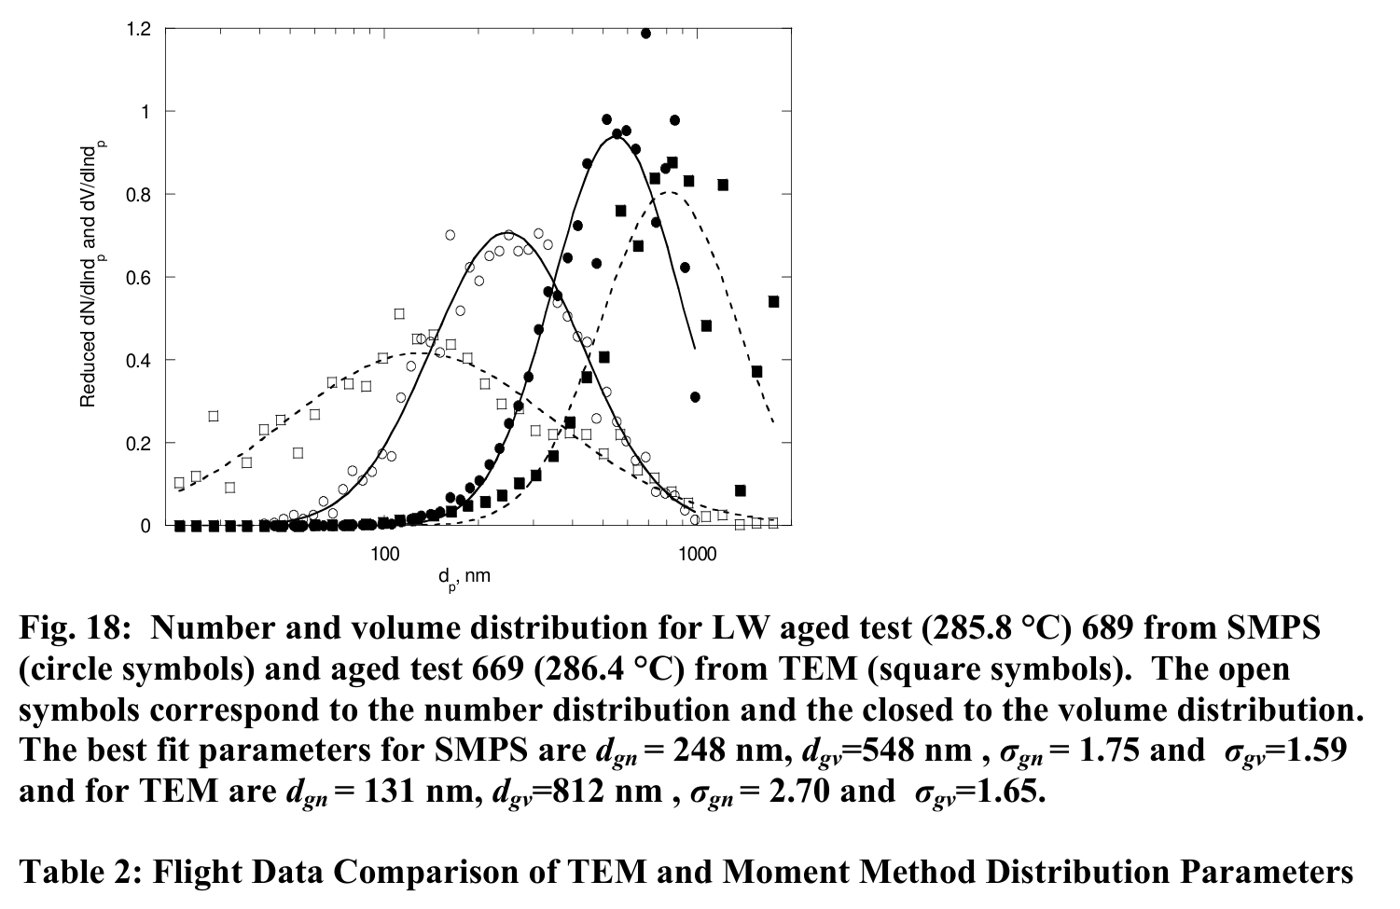 1.2
1
0.8
0.6
0.4
0.2
0
Reduced dN/dlnd_p and dV/dlnd_p
100
1000
d_p, nm
Fig. 18: Number and volume distribution for LW aged test (285.8 °C) 689 from SMPS
(circle symbols) and aged test 669 (286.4 °C) from TEM (square symbols). The open
symbols correspond to the number distribution and the closed to the volume distribution.
The best fit parameters for SMPS are d_gn = 248 nm, d_gv=548 nm , σ_gn = 1.75 and σ_gv=1.59
and for TEM are d_gn = 131 nm, d_gv=812 nm , σ_gn = 2.70 and σ_gv=1.65.
Table 2: Flight Data Comparison of TEM and Moment Method Distribution Parameters